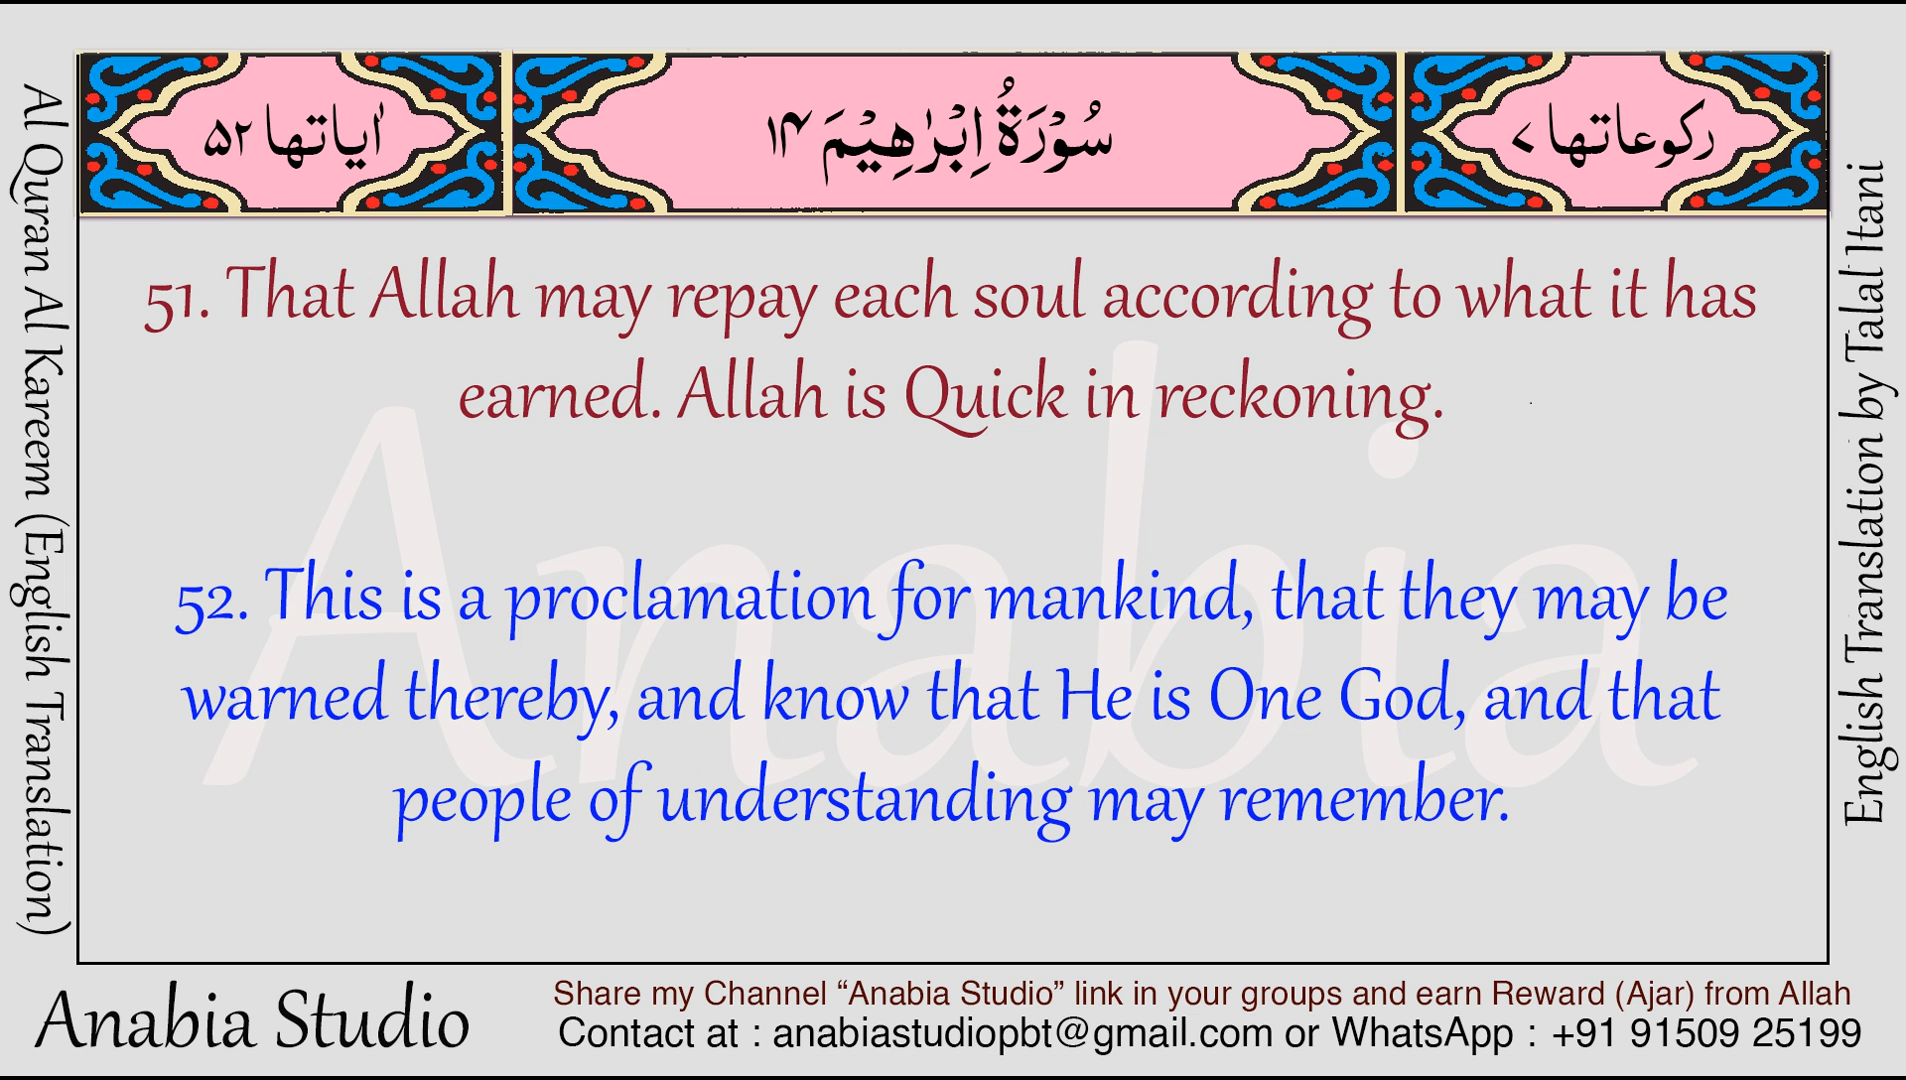 رکوعاتها ۷
سُوْرَةُ اِبْرٰهِيْمَ ۱۴
اٰیاتها ۵۲
Al Quran Al Kareem (English Translation)
51. That Allah may repay each soul according to what it has
earned. Allah is Quick in reckoning.
52. This is a proclamation for mankind, that they may be
warned thereby, and know that He is One God, and that
people of understanding may remember.
English Translation by Talal Itani
Anabia
Anabia Studio
Share my Channel “Anabia Studio” link in your groups and earn Reward (Ajar) from Allah
Contact at : anabiastudiopbt@gmail.com or WhatsApp : +91 91509 25199